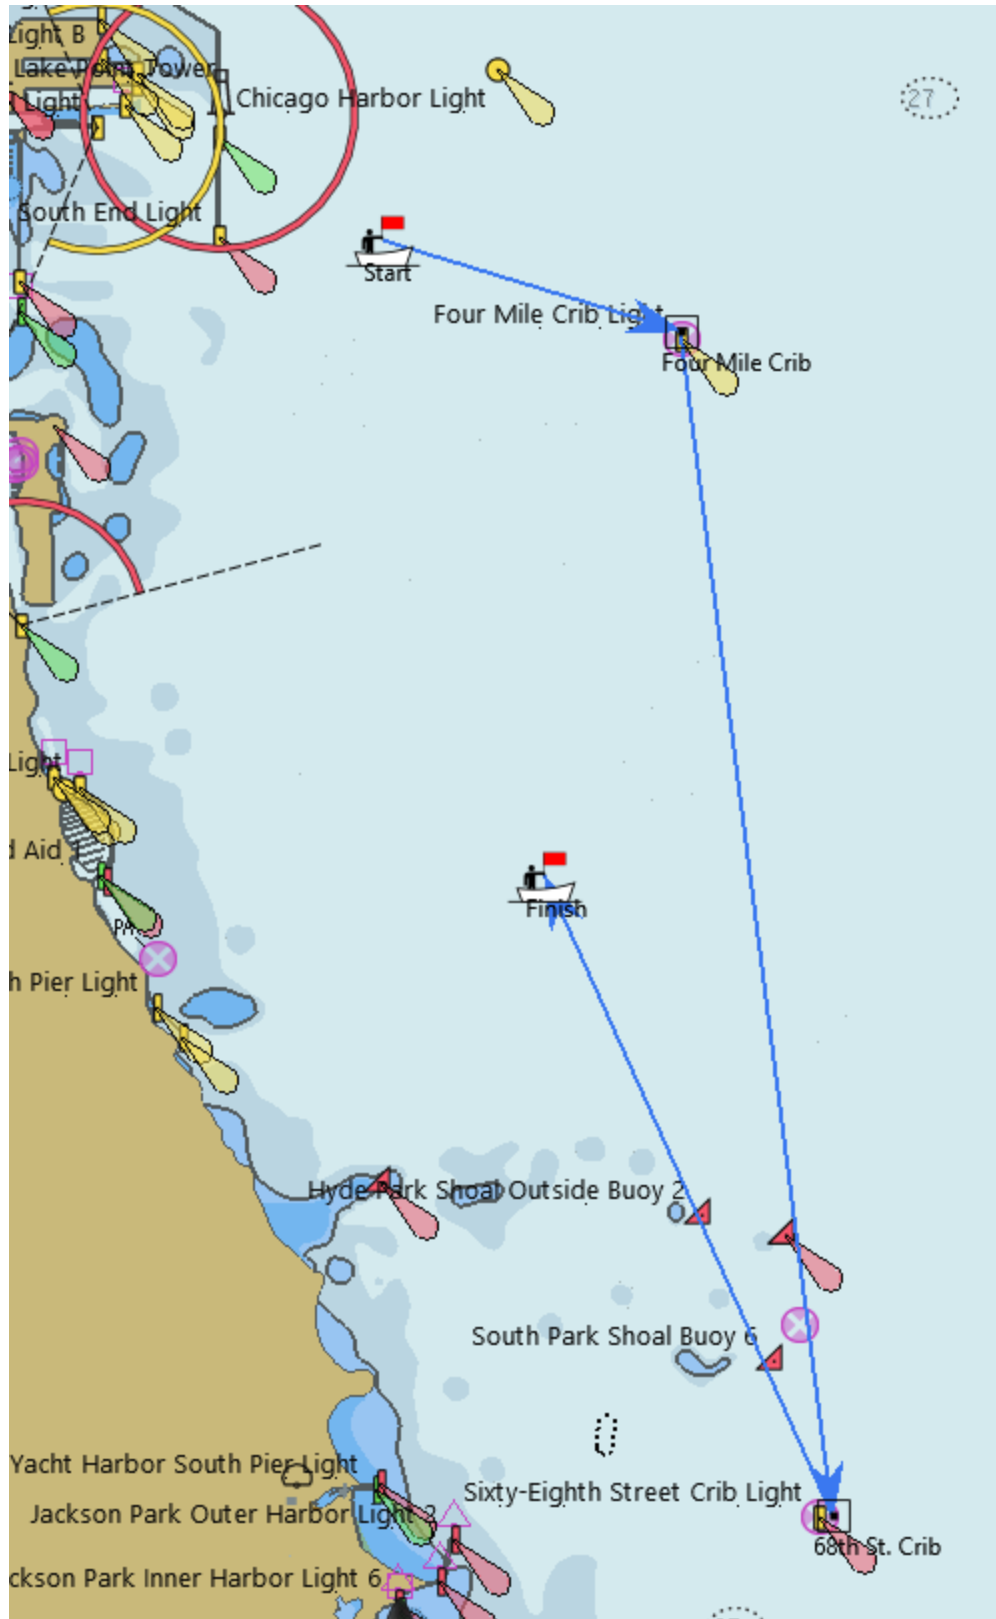 Light B
Lake Point Tower
Light
Chicago Harbor Light
27
South End Light
Start
Four Mile Crib Light
Four Mile Crib
Light
d Aid
Finish
PA
h Pier Light
Hyde Park Shoal Outside Buoy 2
South Park Shoal Buoy 6
Yacht Harbor South Pier Light
Sixty-Eighth Street Crib Light
Jackson Park Outer Harbor Light 3
68th St. Crib
ckson Park Inner Harbor Light 6